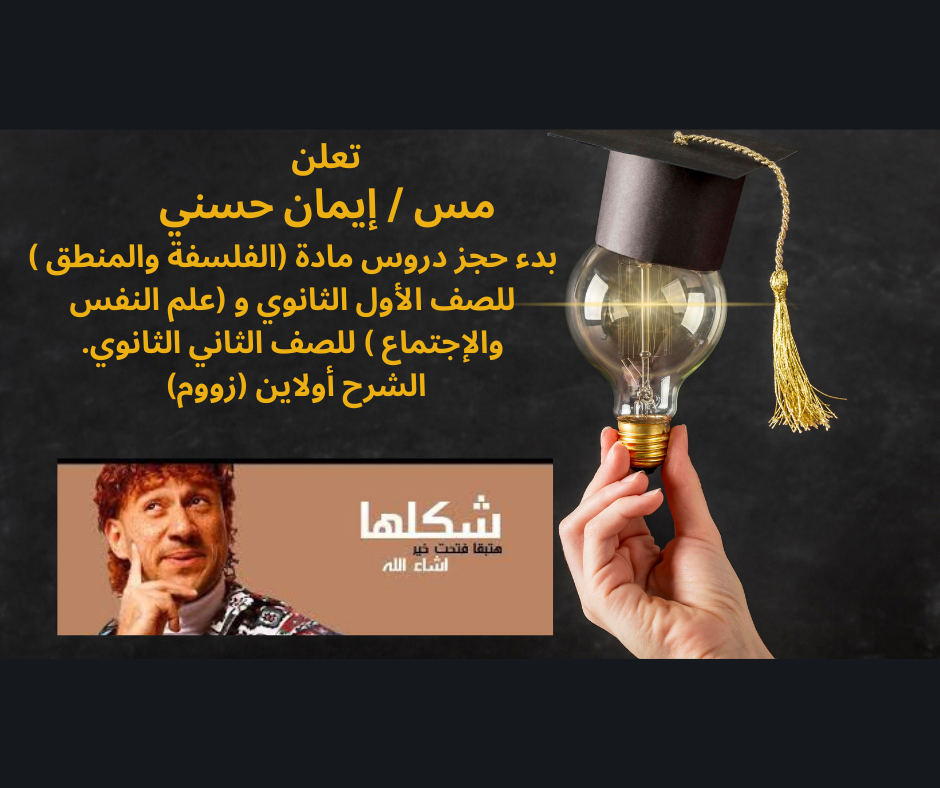 تعلن
مس / إيمان حسني
بدء حجز دروس مادة (الفلسفة والمنطق )
للصف الأول الثانوي و (علم النفس
والإجتماع ) للصف الثاني الثانوي.
الشرح أولاين (زووم)
شكلها
هتبقا فتحت خير
اشاء الله